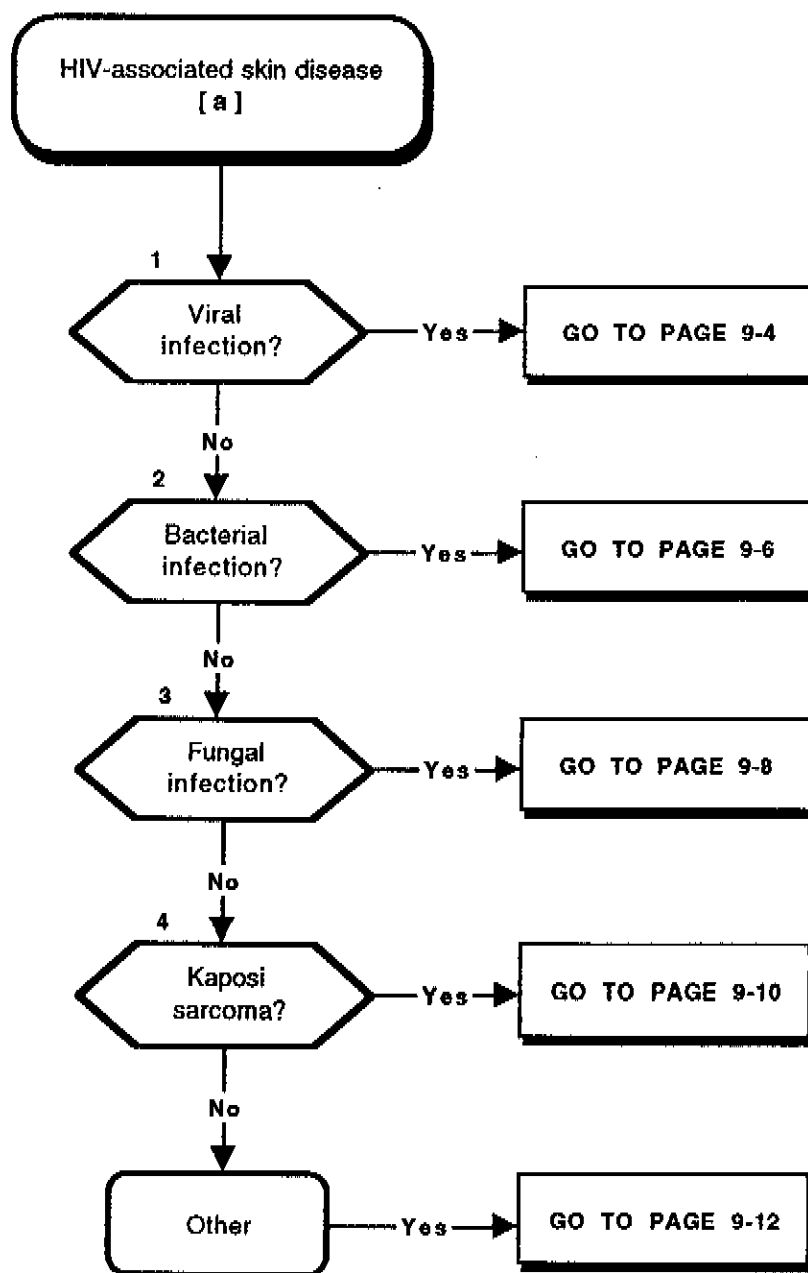 HIV-associated skin disease
[ a ]
1
Viral
infection?
Yes
GO TO PAGE 9-4
No
2
Bacterial
infection?
Yes
GO TO PAGE 9-6
No
3
Fungal
infection?
Yes
GO TO PAGE 9-8
No
4
Kaposi
sarcoma?
Yes
GO TO PAGE 9-10
No
Other
Yes
GO TO PAGE 9-12